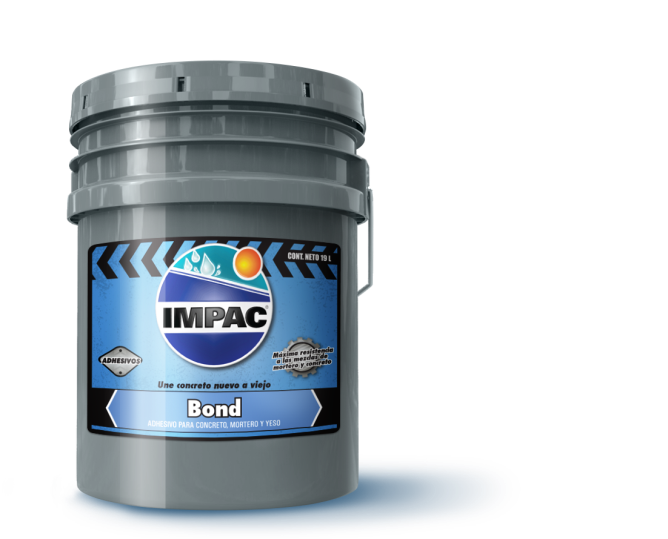 CONT. NETO 19 L
IMPAC®
ADHESIVOS
Máxima resistencia
a las mezclas de
mortero y concreto
Une concreto nuevo a viejo
Bond
ADHESIVO PARA CONCRETO, MORTERO Y YESO